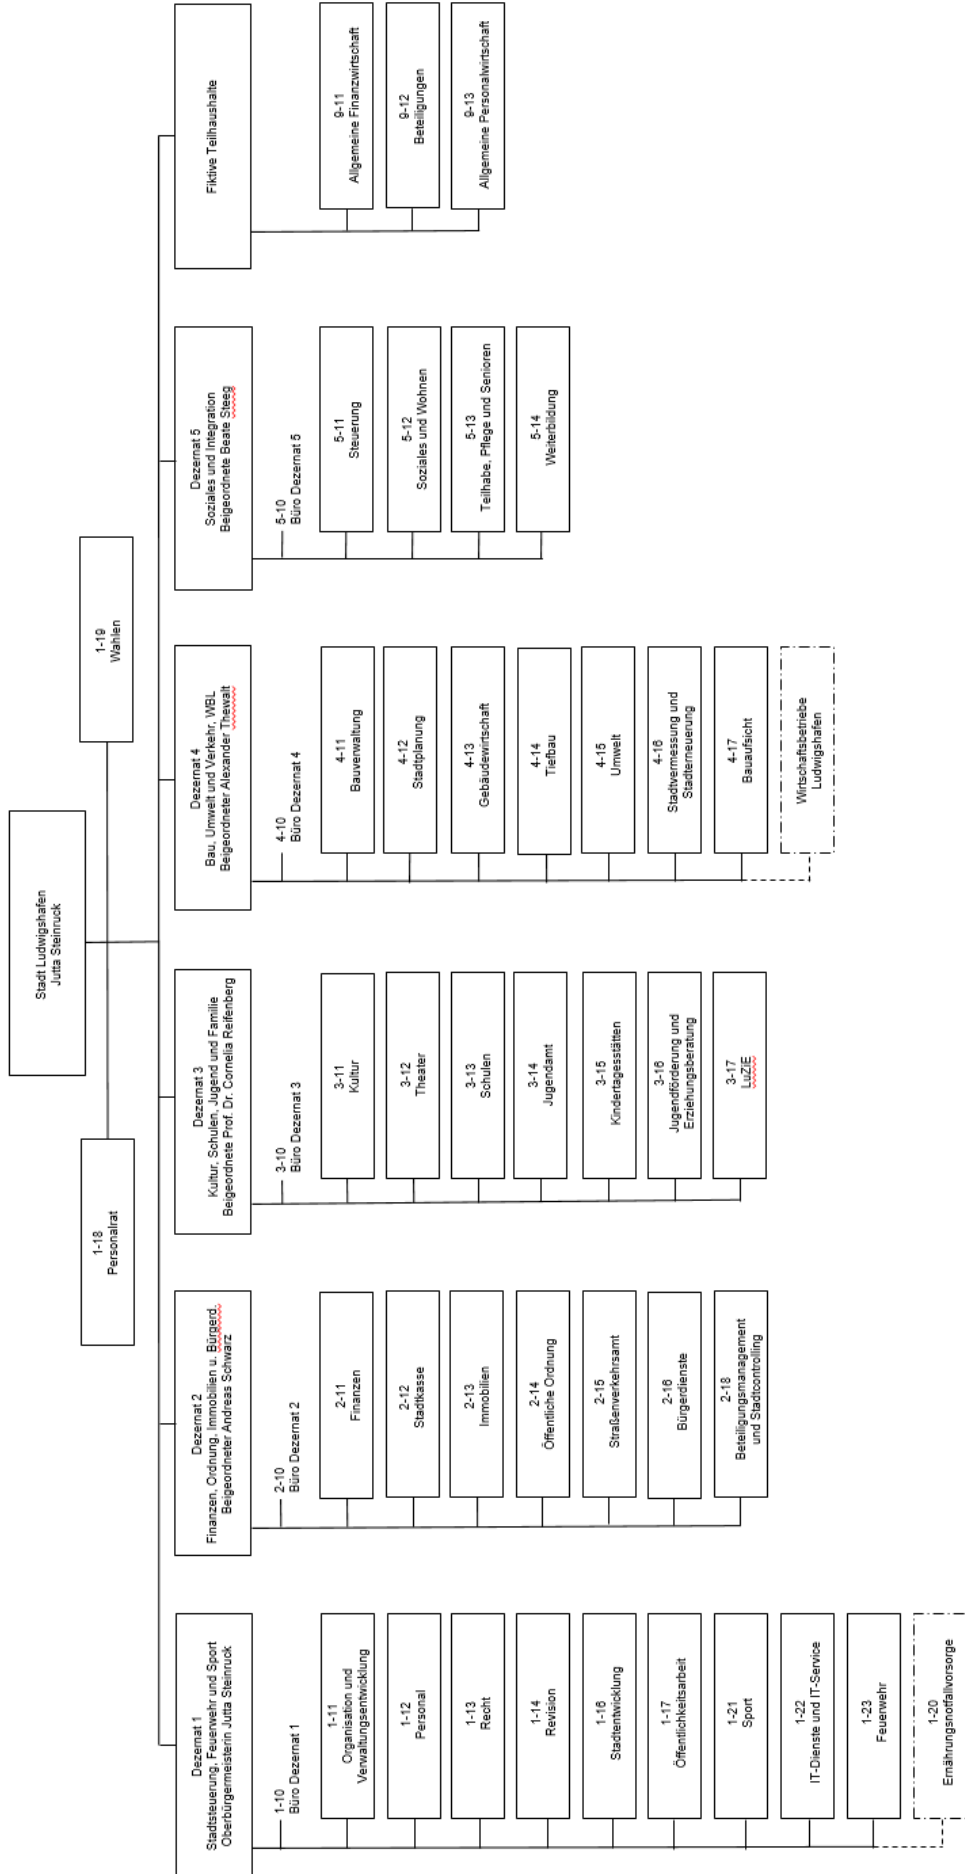 Stadt Ludwigshafen
Jutta Steinruck
1-18
Personalrat
1-19
Wahlen
Dezernat 1
Stadtsteuerung, Feuerwehr und Sport
Oberbürgermeisterin Jutta Steinruck
1-10
Büro Dezernat 1
1-11
Organisation und
Verwaltungsentwicklung
1-12
Personal
1-13
Recht
1-14
Revision
1-16
Stadtentwicklung
1-17
Öffentlichkeitsarbeit
1-21
Sport
1-22
IT-Dienste und IT-Service
1-23
Feuerwehr
1-20
Ernährungsnotfallvorsorge
Dezernat 2
Finanzen, Ordnung, Immobilien u. Bürgerd.
Beigeordneter Andreas Schwarz
2-10
Büro Dezernat 2
2-11
Finanzen
2-12
Stadtkasse
2-13
Immobilien
2-14
Öffentliche Ordnung
2-15
Straßenverkehrsamt
2-16
Bürgerdienste
2-18
Beteiligungsmanagement
und Stadtcontrolling
Dezernat 3
Kultur, Schulen, Jugend und Familie
Beigeordnete Prof. Dr. Cornelia Reifenberg
3-10
Büro Dezernat 3
3-11
Kultur
3-12
Theater
3-13
Schulen
3-14
Jugendamt
3-15
Kindertagesstätten
3-16
Jugendförderung und
Erziehungsberatung
3-17
LuZiE
Dezernat 4
Bau, Umwelt und Verkehr, WBL
Beigeordneter Alexander Thewalt
4-10
Büro Dezernat 4
4-11
Bauverwaltung
4-12
Stadtplanung
4-13
Gebäudewirtschaft
4-14
Tiefbau
4-15
Umwelt
4-16
Stadtvermessung und
Stadterneuerung
4-17
Bauaufsicht
Wirtschaftsbetriebe
Ludwigshafen
Dezernat 5
Soziales und Integration
Beigeordnete Beate Steeg
5-10
Büro Dezernat 5
5-11
Steuerung
5-12
Soziales und Wohnen
5-13
Teilhabe, Pflege und Senioren
5-14
Weiterbildung
Fiktive Teilhaushalte
9-11
Allgemeine Finanzwirtschaft
9-12
Beteiligungen
9-13
Allgemeine Personalwirtschaft